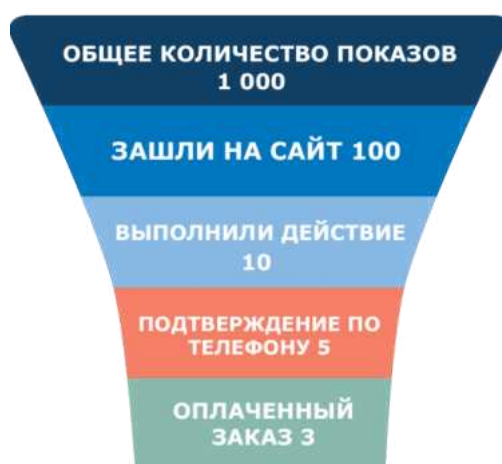 ОБЩЕЕ КОЛИЧЕСТВО ПОКАЗОВ
1 000
ЗАШЛИ НА САЙТ 100
ВЫПОЛНИЛИ ДЕЙСТВИЕ
10
ПОДТВЕРЖДЕНИЕ ПО
ТЕЛЕФОНУ 5
ОПЛАЧЕННЫЙ
ЗАКАЗ 3